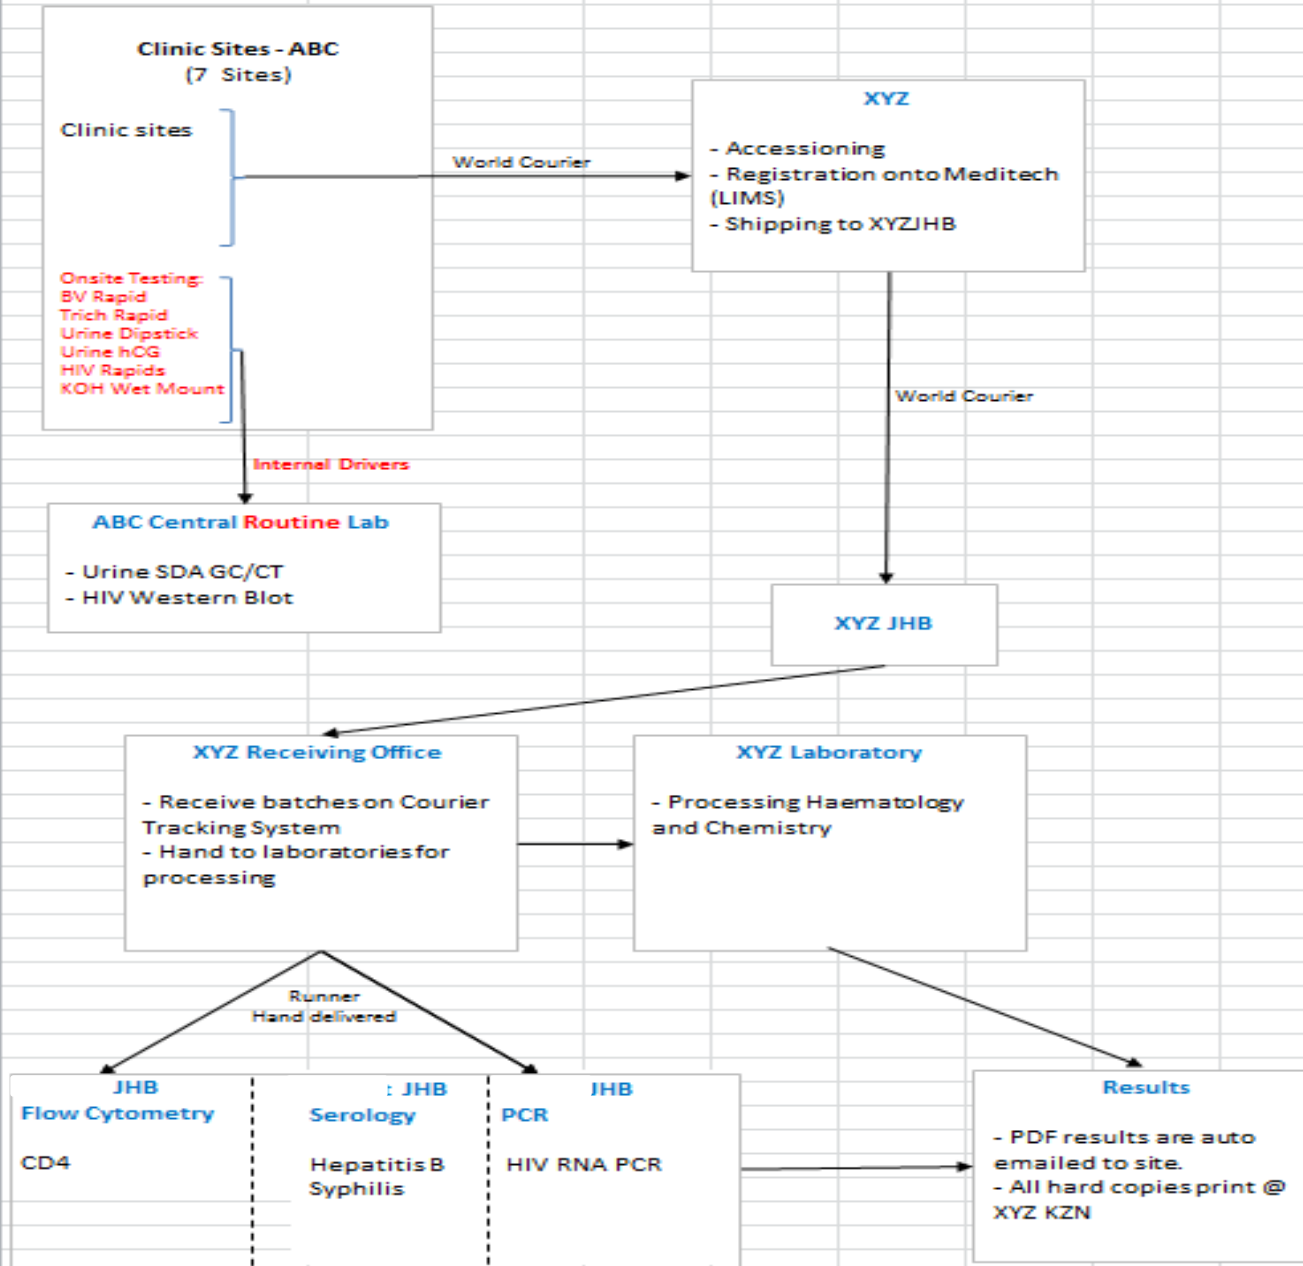 Clinic Sites - ABC
(7 Sites)
Clinic sites
Onsite Testing:
BV Rapid
Trich Rapid
Urine Dipstick
Urine hCG
HIV Rapids
KOH Wet Mount
World Courier
XYZ
- Accessioning
- Registration onto Meditech
(LIMS)
- Shipping to XYZJHB
Internal Drivers
World Courier
ABC Central Routine Lab
- Urine SDA GC/CT
- HIV Western Blot
XYZ JHB
XYZ Receiving Office
- Receive batches on Courier
Tracking System
- Hand to laboratories for
processing
XYZ Laboratory
- Processing Haematology
and Chemistry
Runner
Hand delivered
JHB
Flow Cytometry
CD4
: JHB
Serology
Hepatitis B
Syphilis
JHB
PCR
HIV RNA PCR
Results
- PDF results are auto
emailed to site.
- All hard copies print @
XYZ KZN